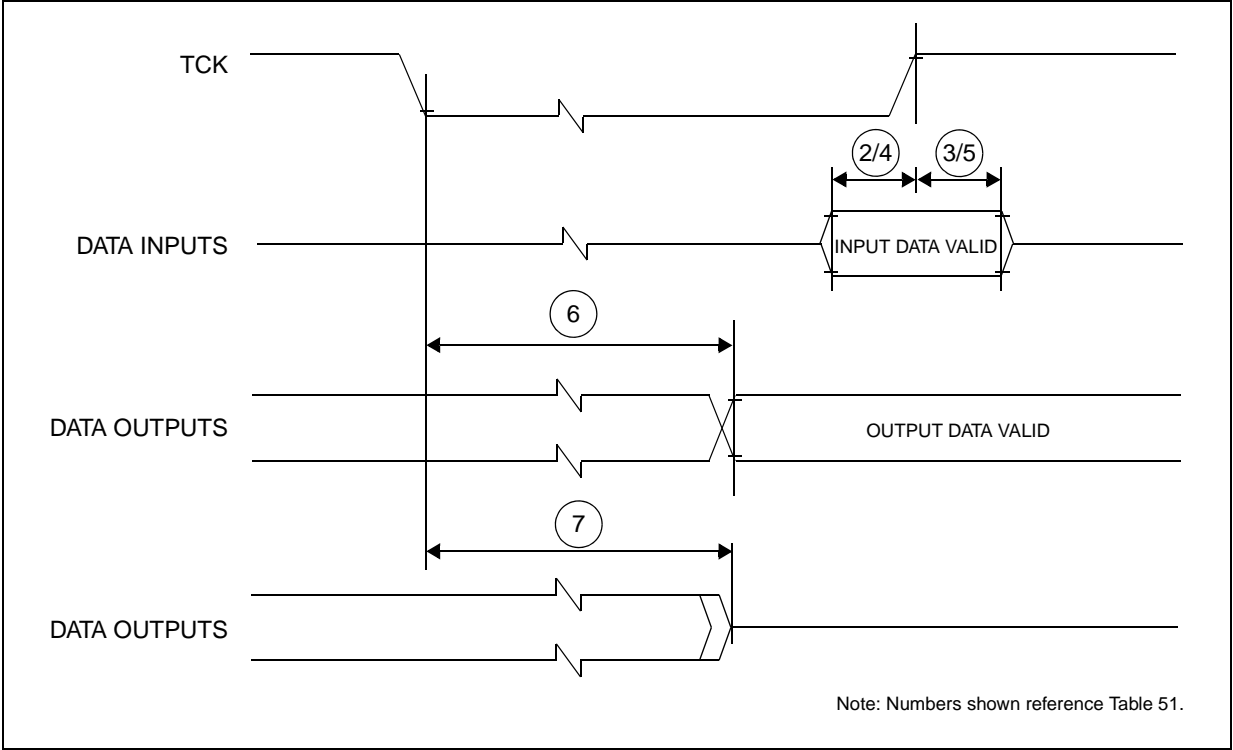 TCK
2/4
3/5
DATA INPUTS
INPUT DATA VALID
6
DATA OUTPUTS
OUTPUT DATA VALID
7
DATA OUTPUTS
Note: Numbers shown reference Table 51.